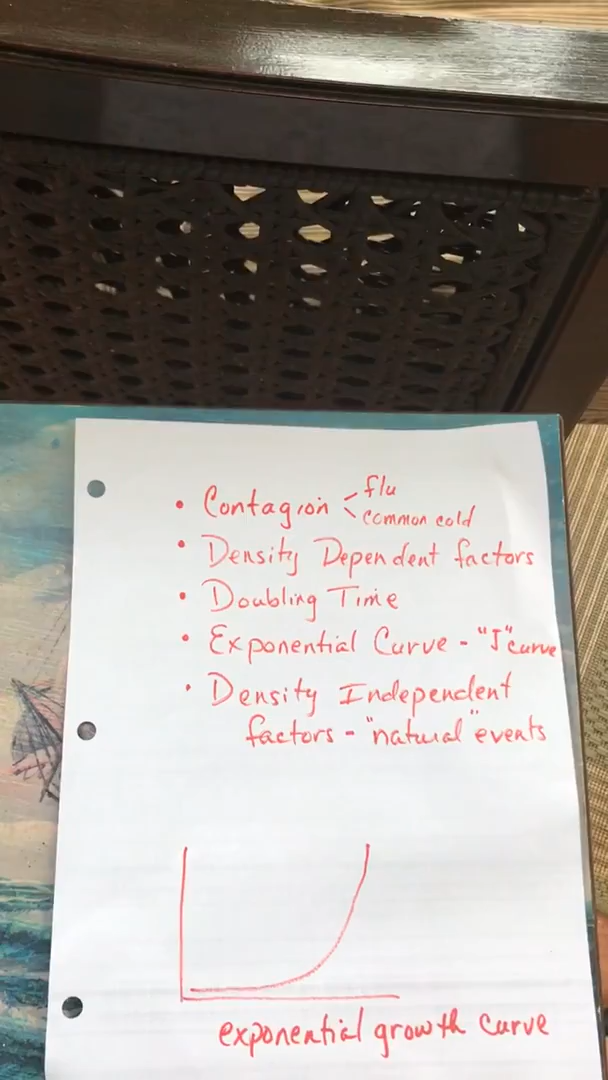 • Contagion < flu
common cold
• Density Dependent factors
• Doubling Time
• Exponential Curve - "J" curve
• Density Independent
factors - "natural" events
exponential growth curve